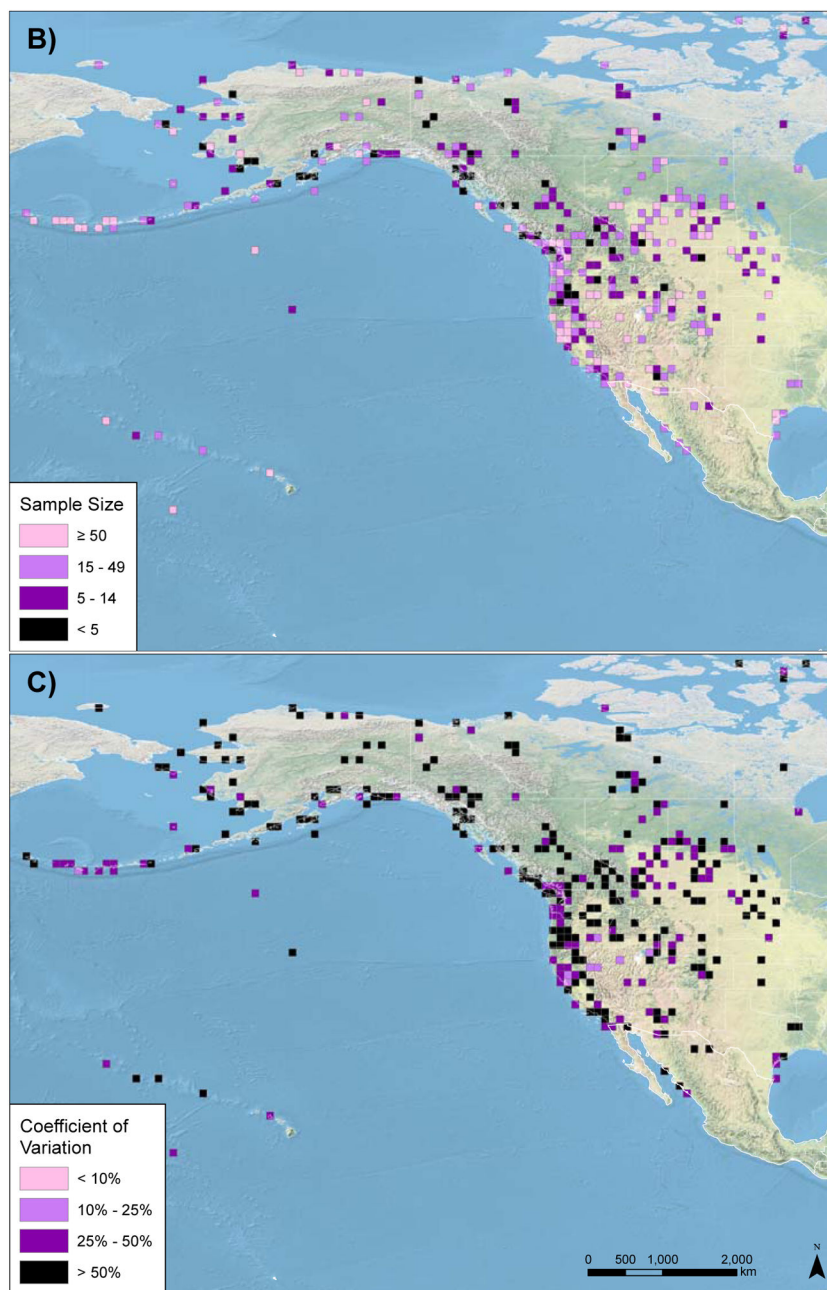 B)
Sample Size
≥ 50
15 - 49
5 - 14
< 5
C)
Coefficient of
Variation
< 10%
10% - 25%
25% - 50%
> 50%
N
0 500 1,000 2,000
km